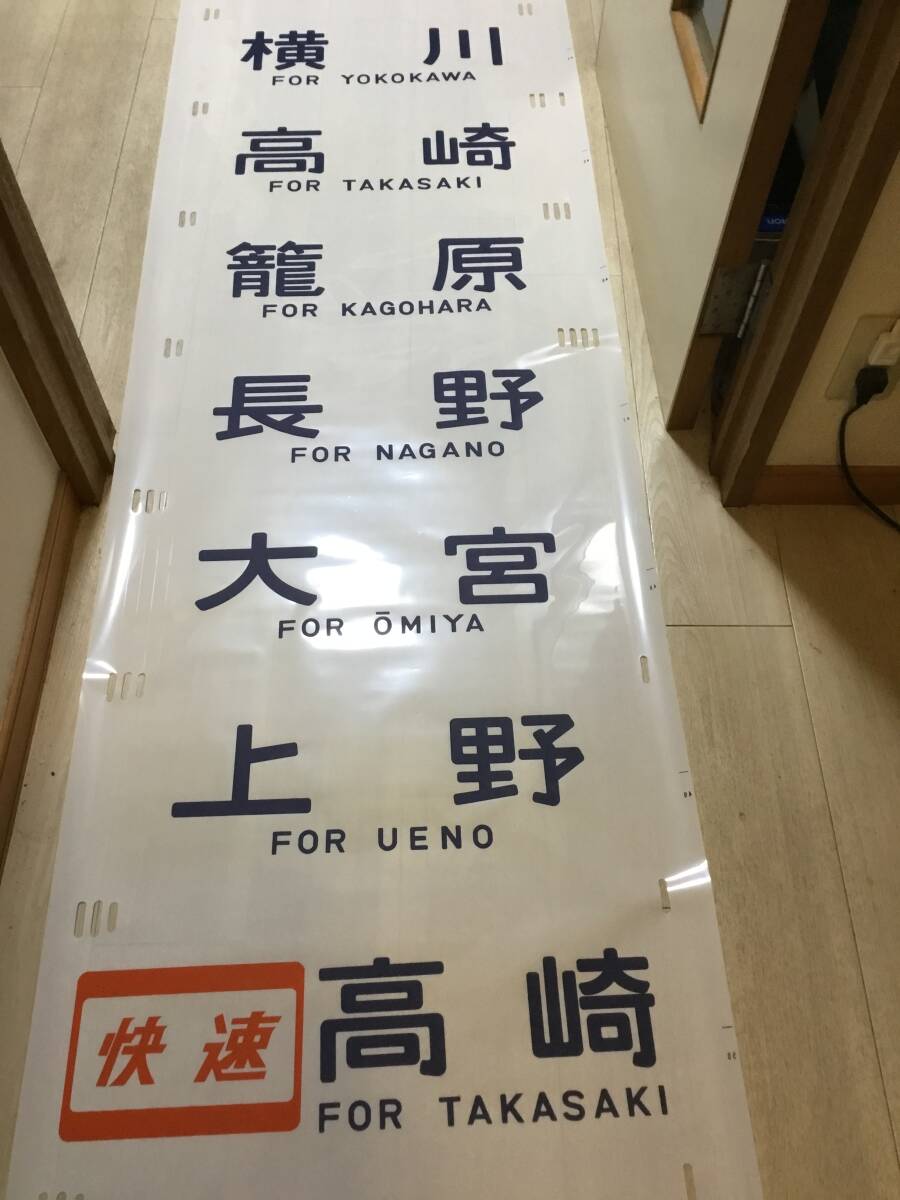 横川
FOR YOKOKAWA
高崎
FOR TAKASAKI
籠原
FOR KAGOHARA
長野
FOR NAGANO
大宮
FOR ŌMIYA
上野
FOR UENO
快速 高崎
FOR TAKASAKI